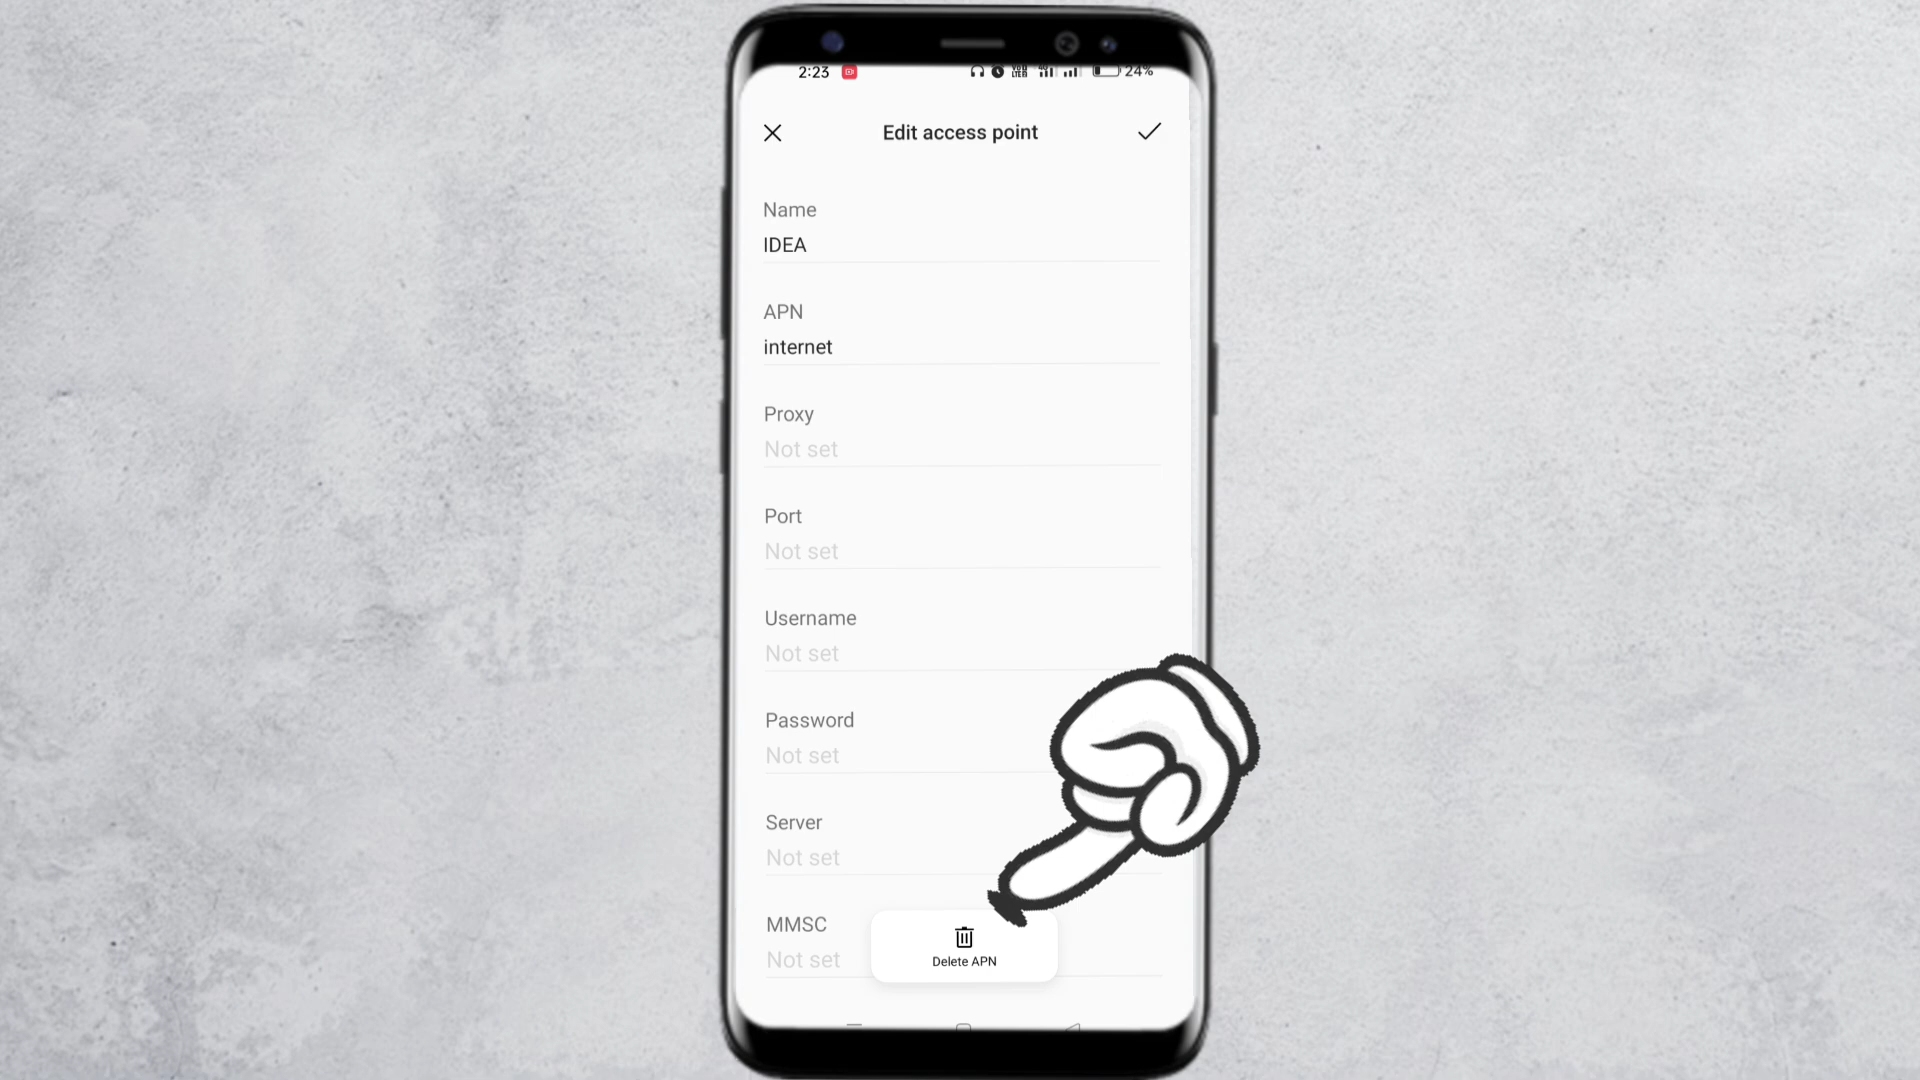 2:23
4G
24%
Edit access point
Name
IDEA
APN
internet
Proxy
Not set
Port
Not set
Username
Not set
Password
Not set
Server
Not set
MMSC
Not set
Delete APN